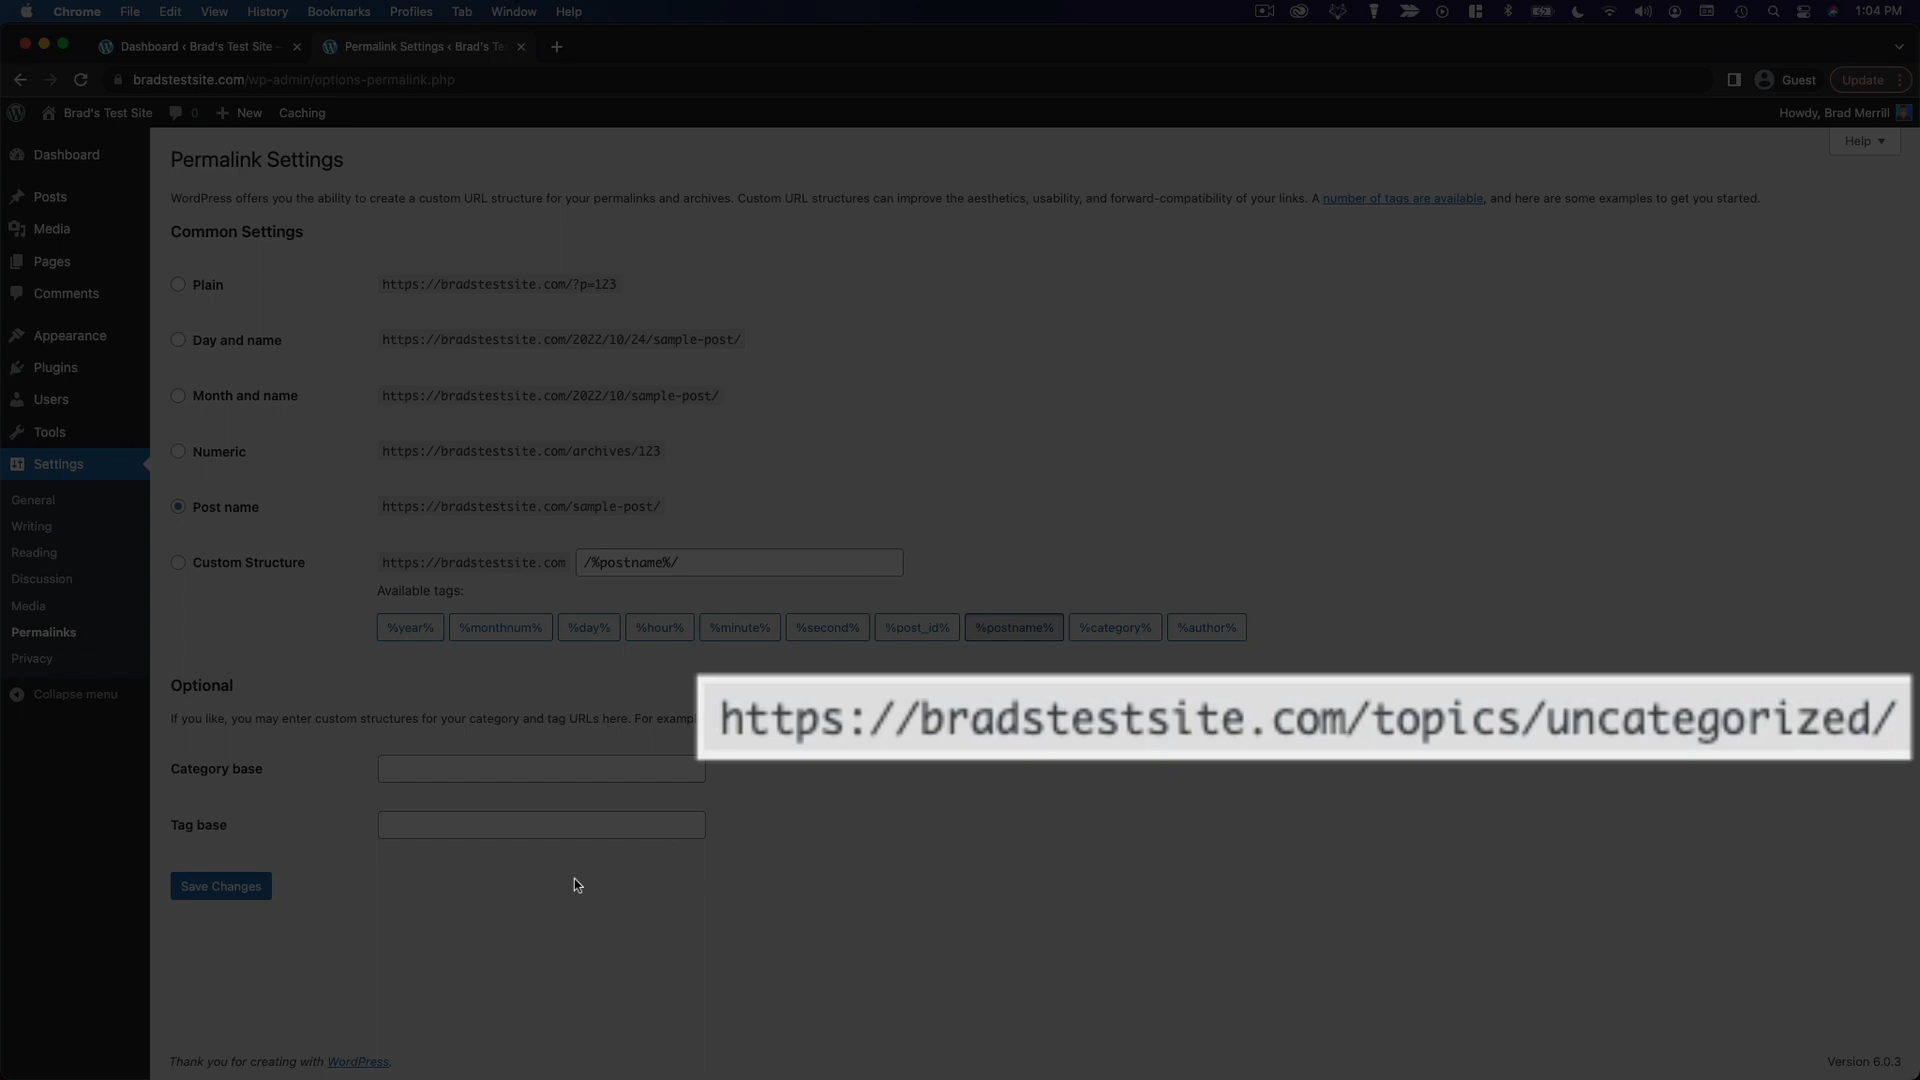 Chrome File Edit View History Bookmarks Profiles Tab Window Help 1:04 PM
Dashboard ‹ Brad's Test Site – Permalink Settings ‹ Brad's Te
bradstestsite.com/wp-admin/options-permalink.php Guest Update
Brad's Test Site 0 New Caching Howdy, Brad Merrill
Help
Dashboard
Posts
Media
Pages
Comments
Appearance
Plugins
Users
Tools
Settings
General
Writing
Reading
Discussion
Media
Permalinks
Privacy
Collapse menu
Permalink Settings
WordPress offers you the ability to create a custom URL structure for your permalinks and archives. Custom URL structures can improve the aesthetics, usability, and forward-compatibility of your links. A number of tags are available, and here are some examples to get you started.
Common Settings
Plain https://bradstestsite.com/?p=123
Day and name https://bradstestsite.com/2022/10/24/sample-post/
Month and name https://bradstestsite.com/2022/10/sample-post/
Numeric https://bradstestsite.com/archives/123
Post name https://bradstestsite.com/sample-post/
Custom Structure https://bradstestsite.com /%postname%/
Available tags:
%year% %monthnum% %day% %hour% %minute% %second% %post_id% %postname% %category% %author%
Optional
If you like, you may enter custom structures for your category and tag URLs here. For exampl
https://bradstestsite.com/topics/uncategorized/
Category base
Tag base
Save Changes
Thank you for creating with WordPress. Version 6.0.3